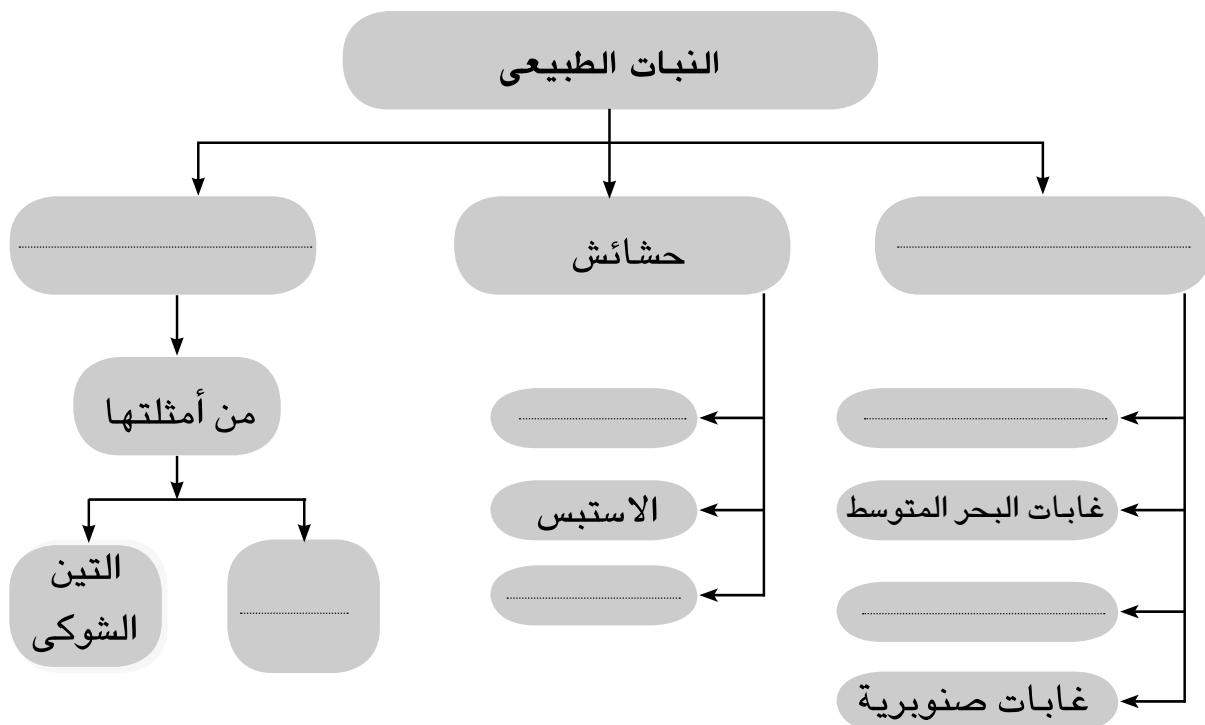 النبات الطبيعى
حشائش
من أمثلتها
الاستبس
غابات البحر المتوسط
التين
الشوكى
غابات صنوبرية